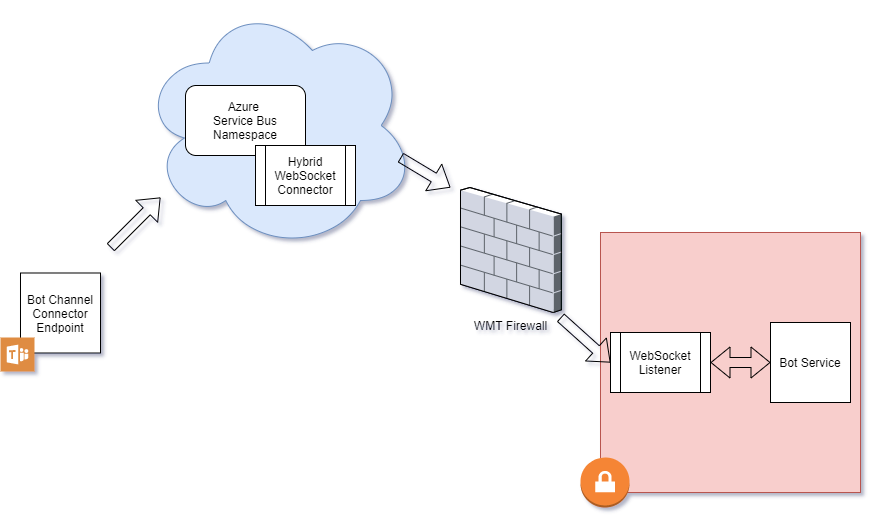 Azure
Service Bus
Namespace
Hybrid
WebSocket
Connector
Bot Channel
Connector
Endpoint
T
WMT Firewall
WebSocket
Listener
Bot Service